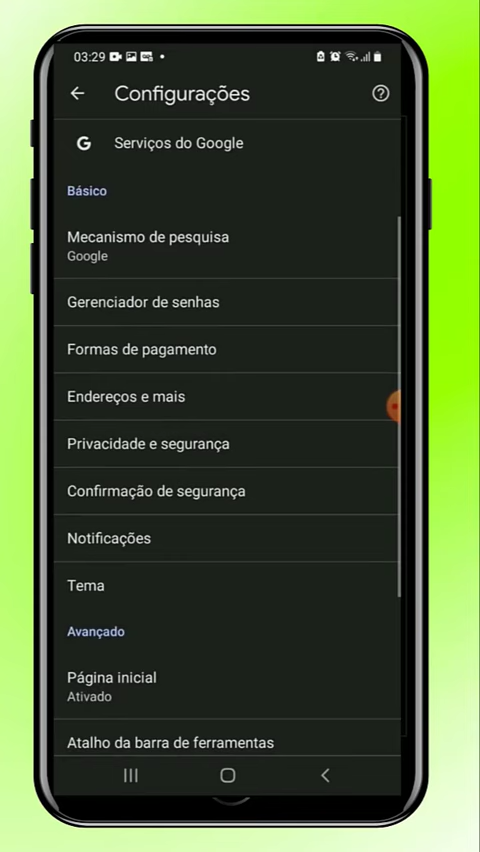 03:29
Configurações
G Serviços do Google
Básico
Mecanismo de pesquisa
Google
Gerenciador de senhas
Formas de pagamento
Endereços e mais
Privacidade e segurança
Confirmação de segurança
Notificações
Tema
Avançado
Página inicial
Ativado
Atalho da barra de ferramentas